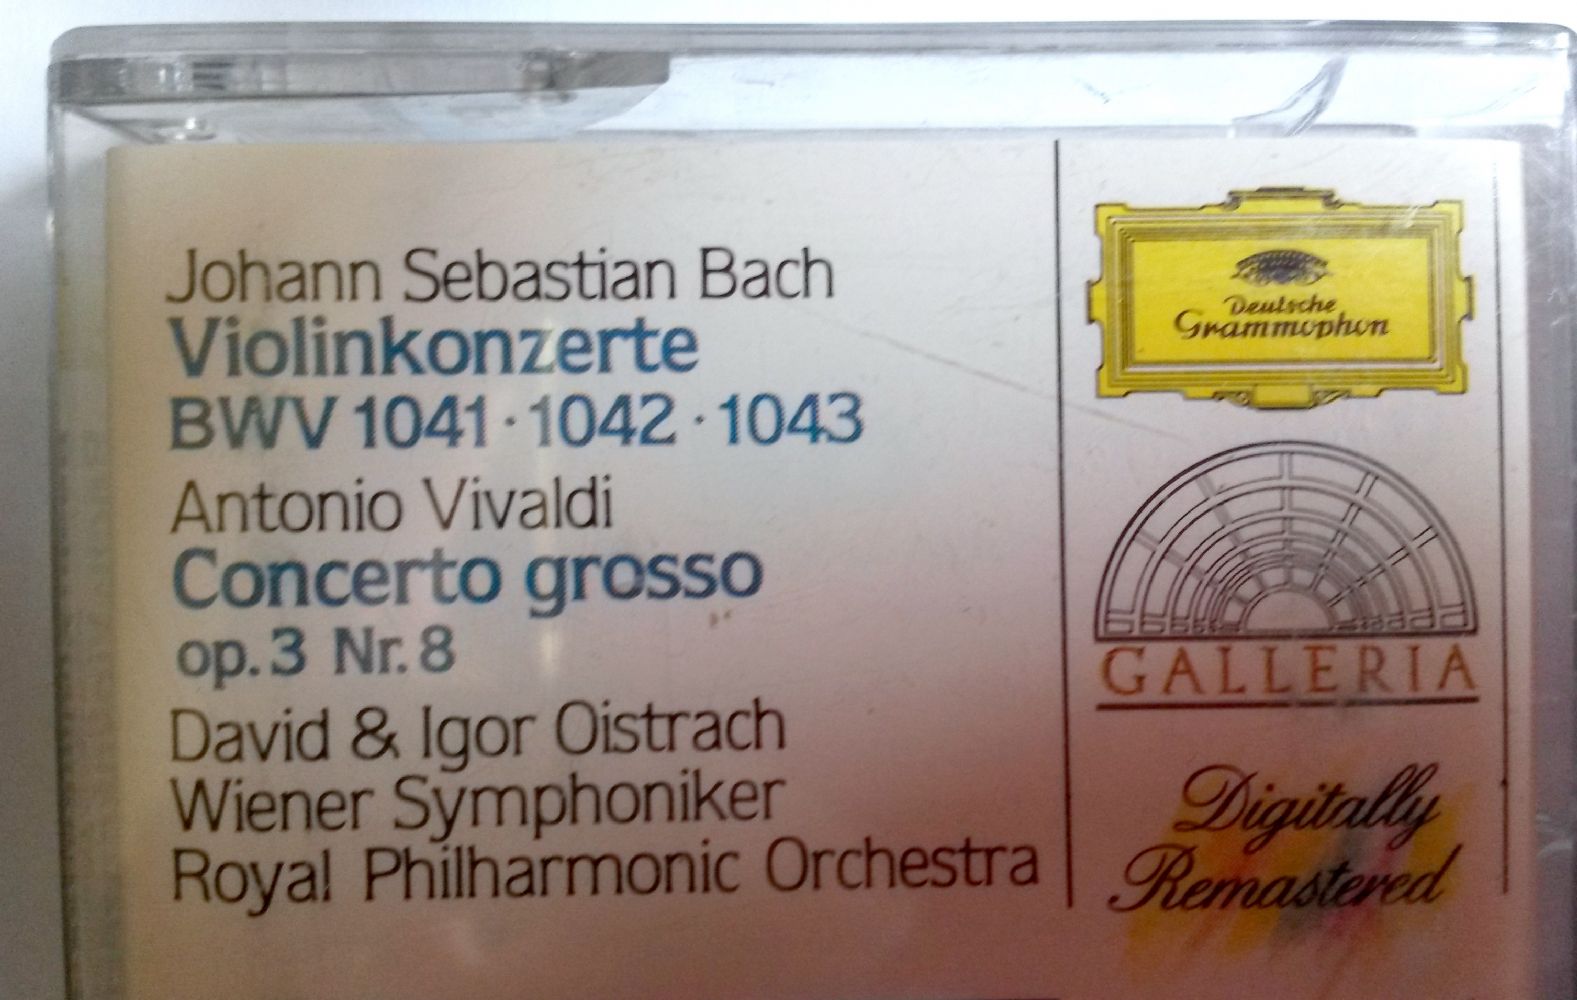 Johann Sebastian Bach
Violinkonzerte
BWV 1041 · 1042 · 1043
Antonio Vivaldi
Concerto grosso
op. 3 Nr. 8
David & Igor Oistrach
Wiener Symphoniker
Royal Philharmonic Orchestra
Deutsche
Grammophon
GALLERIA
Digitally
Remastered